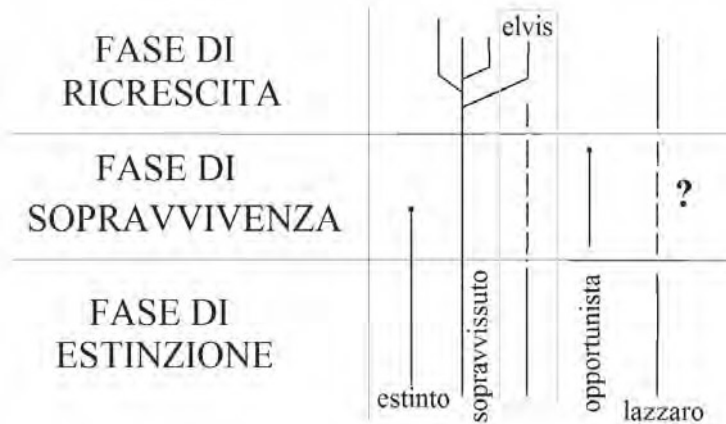 FASE DI
RICRESCITA
elvis
FASE DI
SOPRAVVIVENZA
?
FASE DI
ESTINZIONE
estinto
sopravvissuto
opportunista
lazzaro